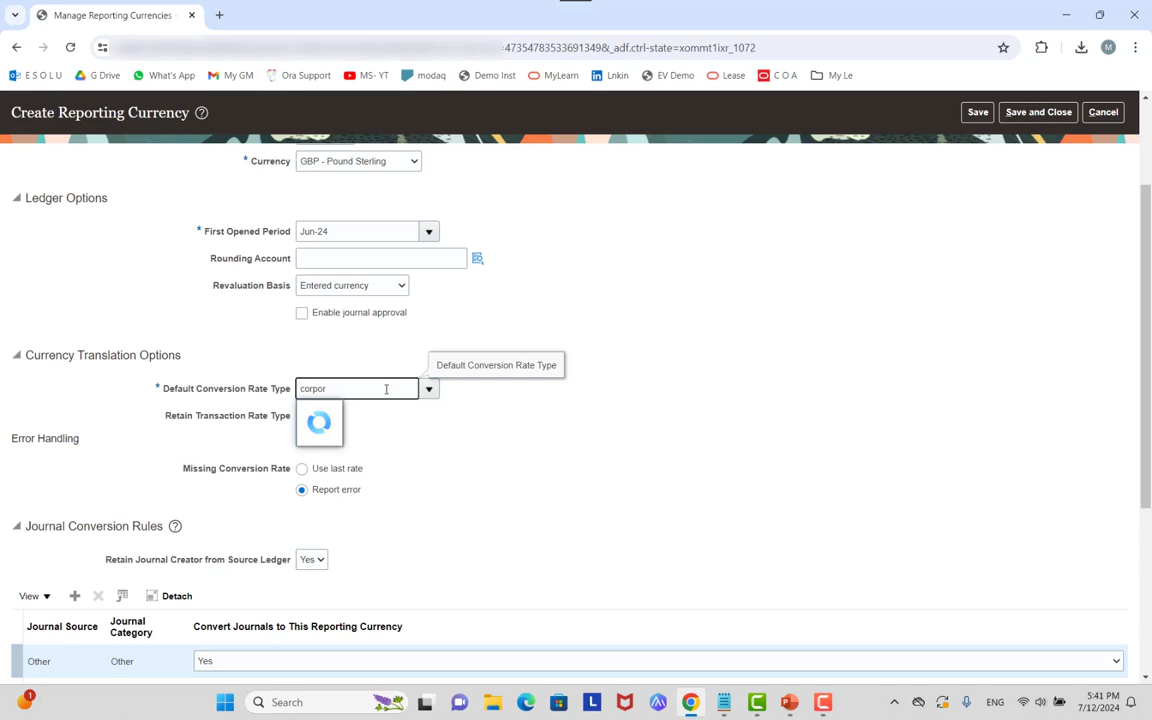 Manage Reporting Currencies
473547835336913498&_adf.ctrl-state=xommt1ixr_1072
E S O L U
G Drive
What's App
My GM
Ora Support
MS- YT
modaq
Demo Inst
MyLearn
Lnkin
EV Demo
Lease
C O A
My Le
Create Reporting Currency
Save
Save and Close
Cancel
* Currency
GBP - Pound Sterling
Ledger Options
* First Opened Period
Jun-24
Rounding Account
Revaluation Basis
Entered currency
Enable journal approval
Currency Translation Options
Default Conversion Rate Type
* Default Conversion Rate Type
corpor
Retain Transaction Rate Type
Error Handling
Missing Conversion Rate
Use last rate
Report error
Journal Conversion Rules
Retain Journal Creator from Source Ledger
Yes
View
Detach
Journal Source
Journal Category
Convert Journals to This Reporting Currency
Other
Other
Yes
1
Search
ENG
5:41 PM
7/12/2024